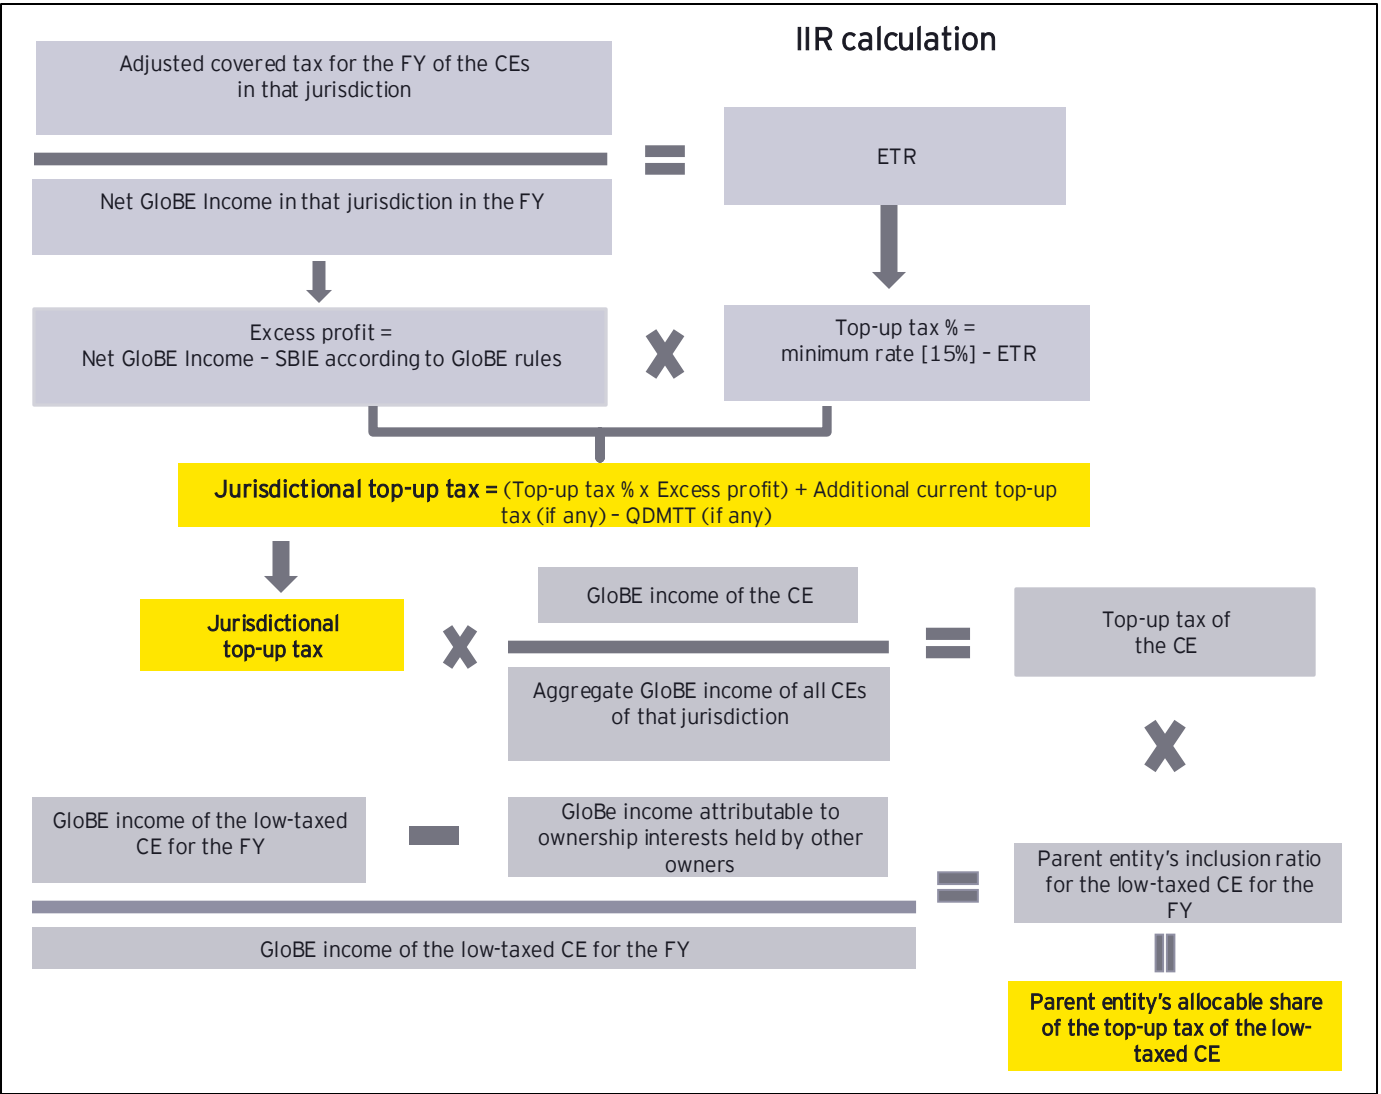 IIR calculation
Adjusted covered tax for the FY of the CEs
in that jurisdiction
ETR
Net GloBE Income in that jurisdiction in the FY
Excess profit =
Net GloBE Income – SBIE according to GloBE rules
Top-up tax % =
minimum rate [15%] – ETR
Jurisdictional top-up tax = (Top-up tax % x Excess profit) + Additional current top-up
tax (if any) – QDMTT (if any)
Jurisdictional
top-up tax
GloBE income of the CE
Aggregate GloBE income of all CEs
of that jurisdiction
Top-up tax of
the CE
GloBE income of the low-taxed
CE for the FY
GloBe income attributable to
ownership interests held by other
owners
GloBE income of the low-taxed CE for the FY
Parent entity's inclusion ratio
for the low-taxed CE for the
FY
Parent entity's allocable share
of the top-up tax of the low-
taxed CE